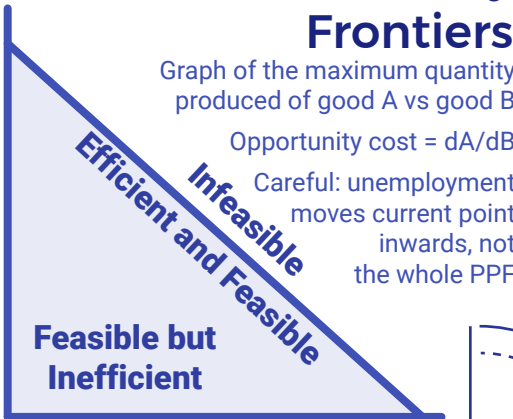 Frontiers
Graph of the maximum quantity
produced of good A vs good B
Opportunity cost = dA/dB
Careful: unemployment
moves current point
inwards, not
the whole PPF
Infeasible
Efficient and Feasible
Feasible but
Inefficient